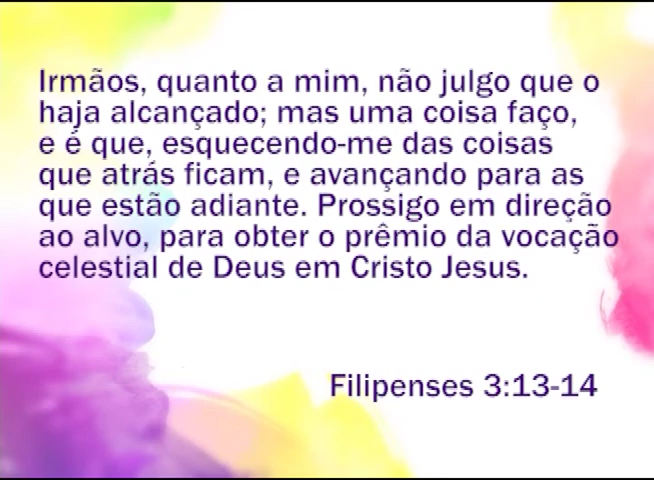 Irmãos, quanto a mim, não julgo que o
haja alcançado; mas uma coisa faço,
e é que, esquecendo-me das coisas
que atrás ficam, e avançando para as
que estão adiante. Prossigo em direção
ao alvo, para obter o prêmio da vocação
celestial de Deus em Cristo Jesus.
Filipenses 3:13-14